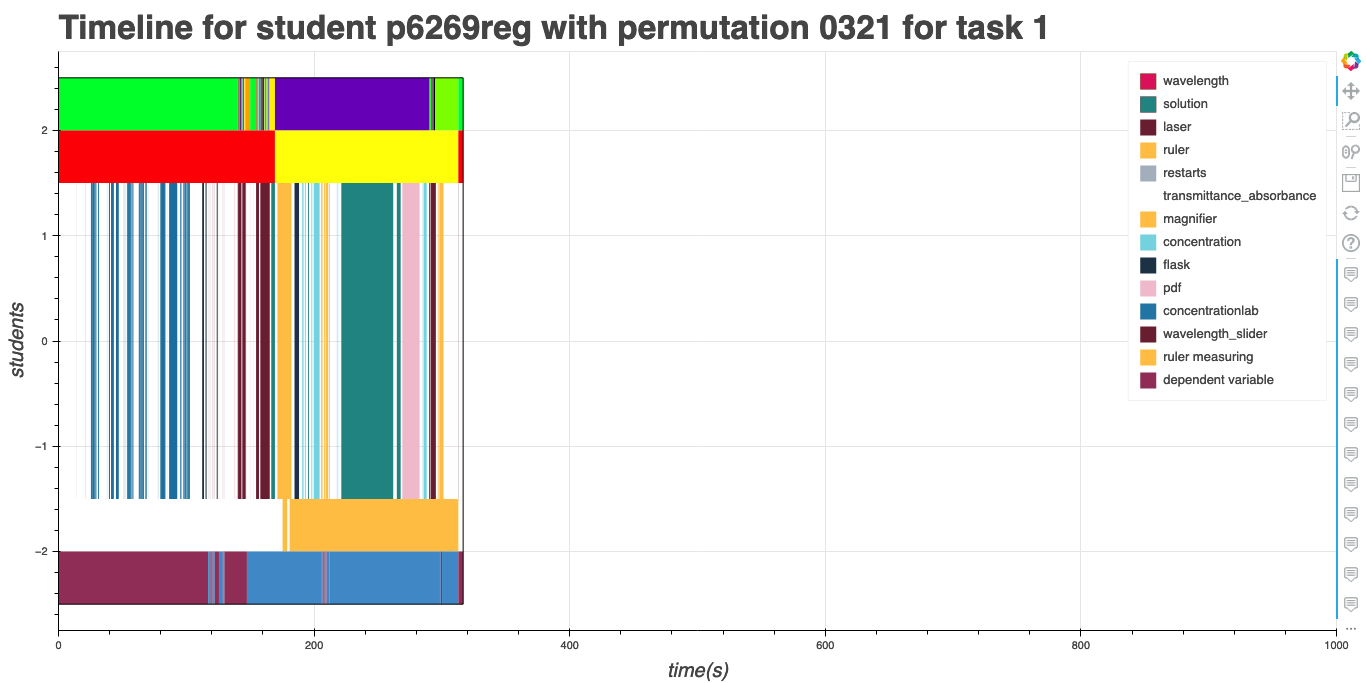 Timeline for student p6269reg with permutation 0321 for task 1
students
2
1
0
−1
−2
0
200
400
600
800
1000
time(s)
wavelength
solution
laser
ruler
restarts
transmittance_absorbance
magnifier
concentration
flask
pdf
concentrationlab
wavelength_slider
ruler measuring
dependent variable